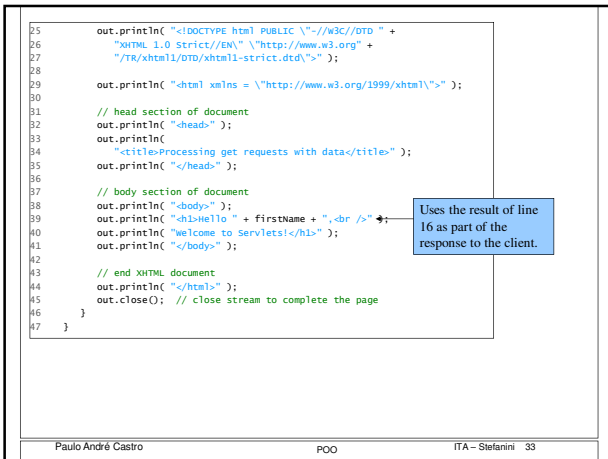 25 out.println( "<!DOCTYPE html PUBLIC \"-//W3C//DTD " +
26 "XHTML 1.0 Strict//EN\" \"http://www.w3.org" +
27 "/TR/xhtml1/DTD/xhtml1-strict.dtd\">" );
28
29 out.println( "<html xmlns = \"http://www.w3.org/1999/xhtml\">" );
30
31 // head section of document
32 out.println( "<head>" );
33 out.println(
34 "<title>Processing get requests with data</title>" );
35 out.println( "</head>" );
36
37 // body section of document
38 out.println( "<body>" );
39 out.println( "<h1>Hello " + firstName + ",<br />" );
40 out.println( "Welcome to Servlets!</h1>" );
41 out.println( "</body>" );
42
43 // end XHTML document
44 out.println( "</html>" );
45 out.close(); // close stream to complete the page
46 }
47 }
Uses the result of line
16 as part of the
response to the client.
Paulo André Castro POO ITA – Stefanini 33